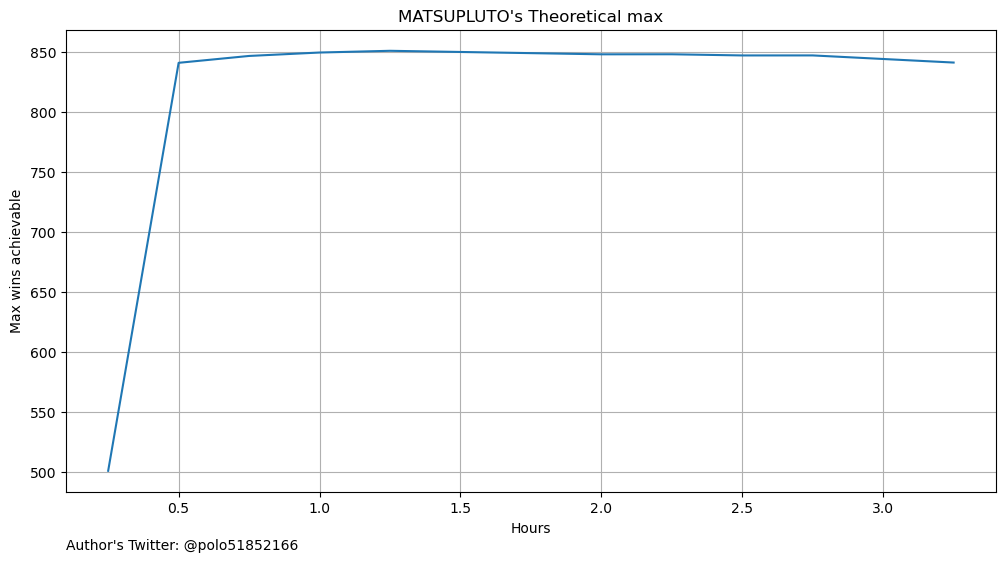 MATSUPLUTO's Theoretical max
Max wins achievable
850
800
750
700
650
600
550
500
0.5 1.0 1.5 2.0 2.5 3.0
Hours
Author's Twitter: @polo51852166